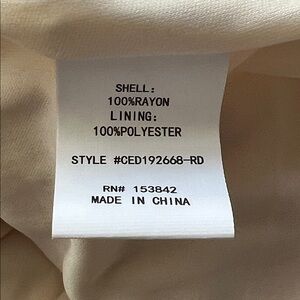 SHELL:
100%RAYON
LINING:
100%POLYESTER
STYLE #CED192668-RD
RN# 153842
MADE IN CHINA